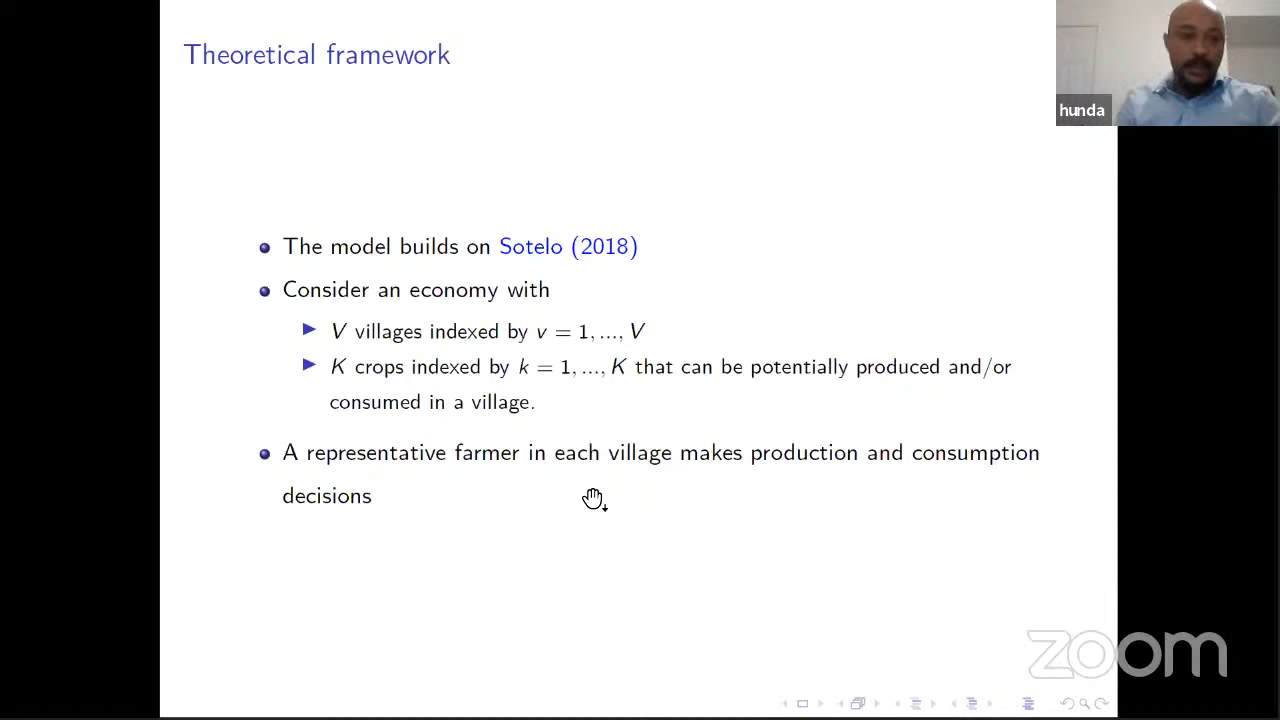 Theoretical framework
hunda
The model builds on Sotelo (2018)
Consider an economy with
V villages indexed by v = 1, ..., V
K crops indexed by k = 1, ..., K that can be potentially produced and/or
consumed in a village.
A representative farmer in each village makes production and consumption
decisions
zoom